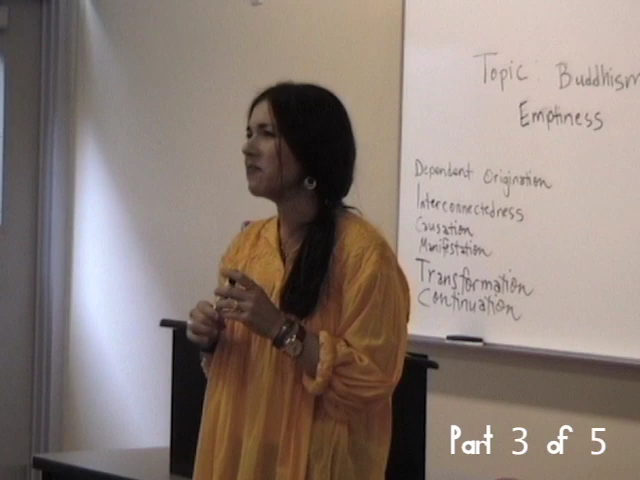 Topic: Buddhism
Emptiness
Dependent Origination
Interconnectedness
Causation
Manifestation
Transformation
Continuation
Part 3 of 5